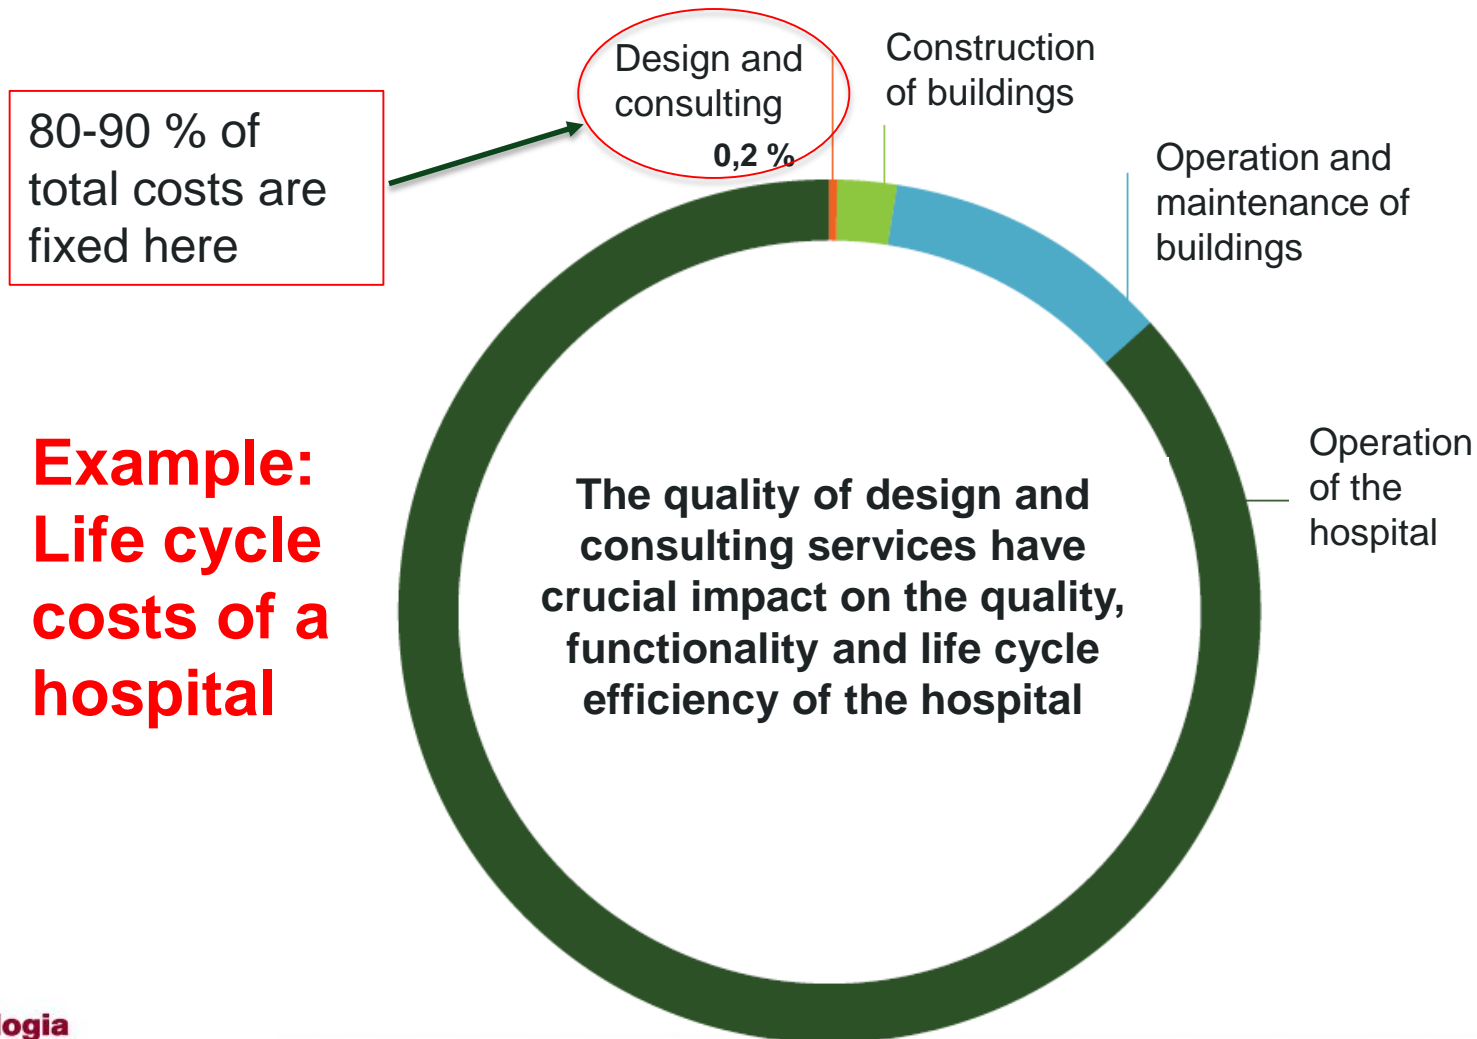 Design and
consulting
0,2 %
Construction
of buildings
80-90 % of
total costs are
fixed here
Operation and
maintenance of
buildings
Example:
Life cycle
costs of a
hospital
Operation
of the
hospital
The quality of design and
consulting services have
crucial impact on the quality,
functionality and life cycle
efficiency of the hospital
logia